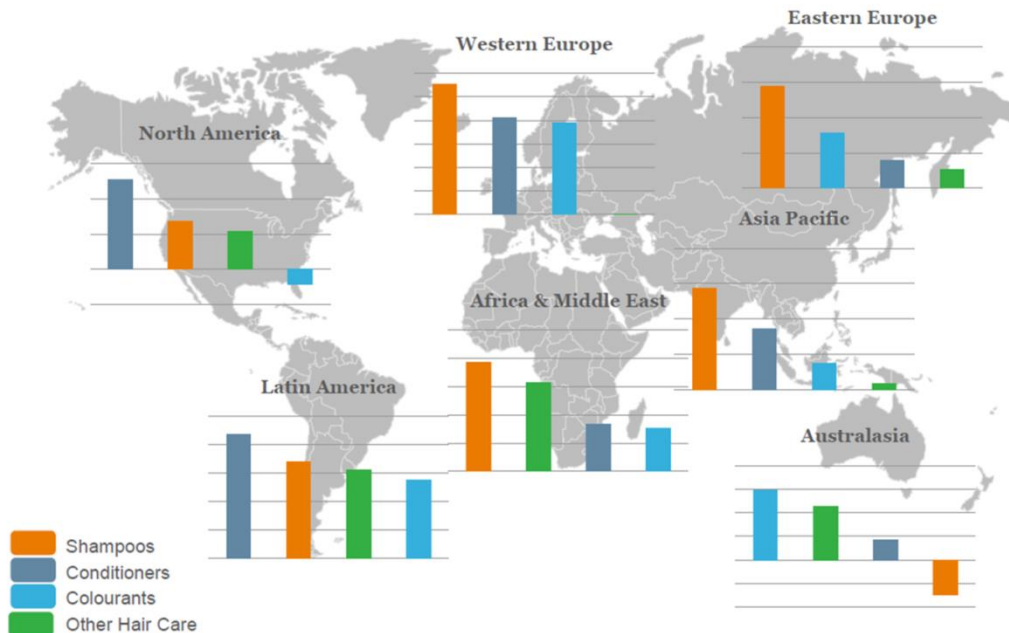 Eastern Europe
Western Europe
North America
Asia Pacific
Africa & Middle East
Latin America
Australasia
Shampoos
Conditioners
Colourants
Other Hair Care